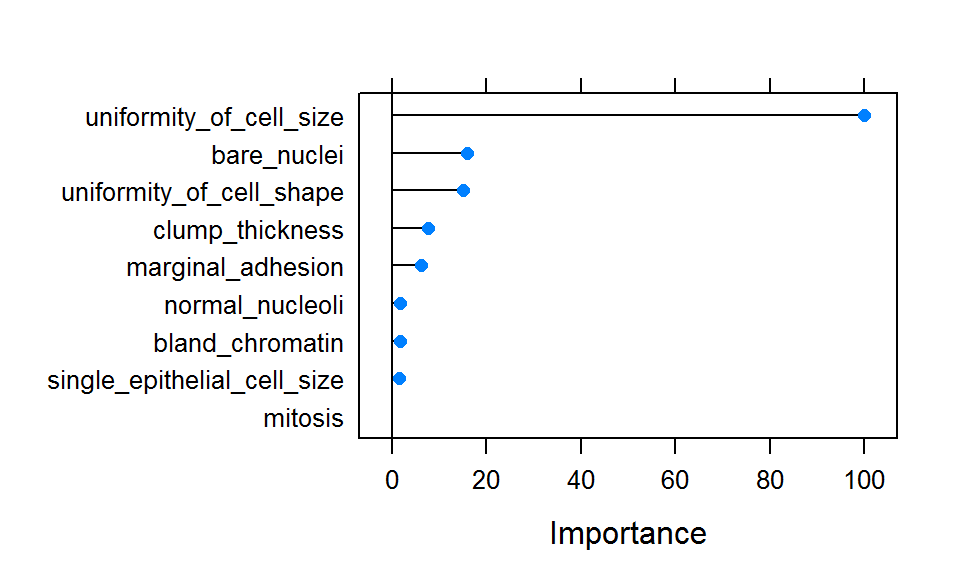 uniformity_of_cell_size
bare_nuclei
uniformity_of_cell_shape
clump_thickness
marginal_adhesion
normal_nucleoli
bland_chromatin
single_epithelial_cell_size
mitosis
0 20 40 60 80 100
Importance